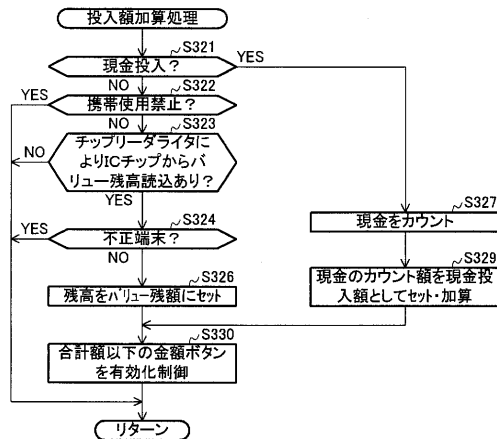 投入額加算処理
S321
現金投入？
YES
NO
S322
YES
携帯使用禁止？
NO
S323
NO
チップリーダライタに
よりICチップからバ
リュー残高読込あり？
YES
S324
YES
不正端末？
NO
S327
現金をカウント
S326
残高をバリュー残額にセット
S329
現金のカウント額を現金投
入額としてセット・加算
S330
合計額以下の金額ボタン
を有効化制御
リターン